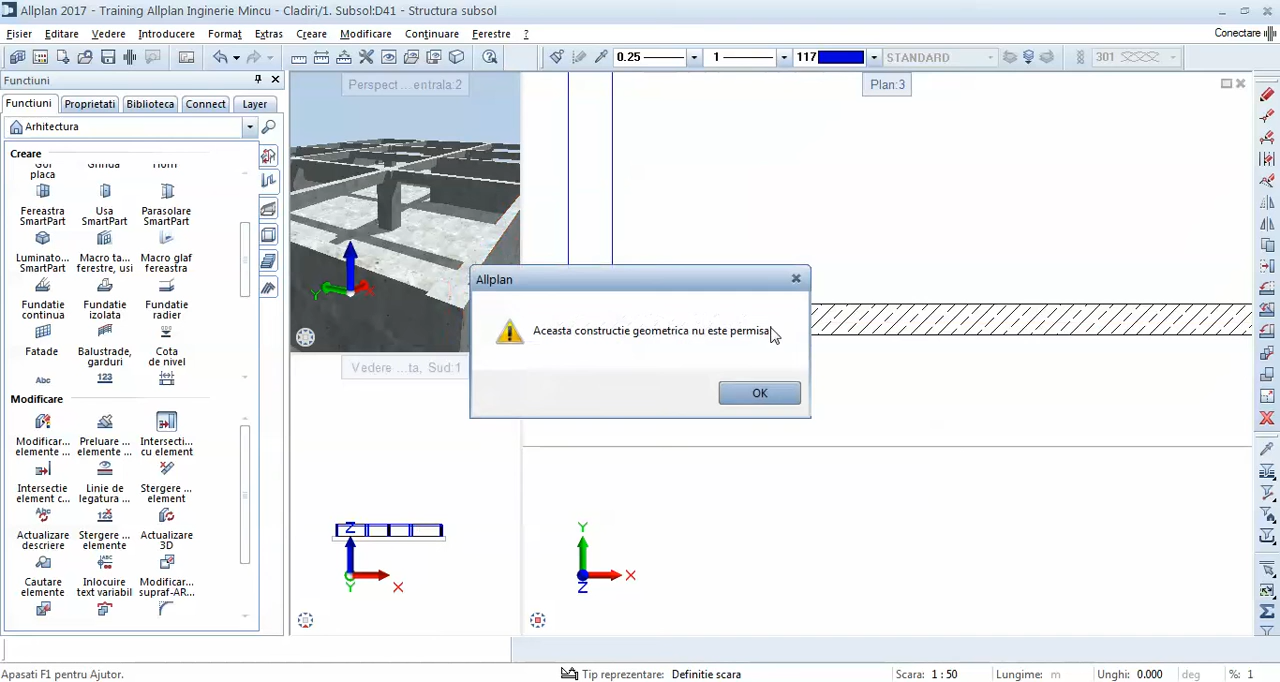 Allplan 2017 - Training Allplan Inginerie Mincu - Cladiri/1. Subsol:D41 - Structura subsol
Fisier Editare Vedere Introducere Format Extras Creare Modificare Continuare Ferestre ?
Conectare
0.25 1 117 STANDARD 301
Functiuni
Functiuni Proprietati Biblioteca Connect Layer
Arhitectura
Creare
Gol placa Grinda Horn
Fereastra SmartPart
Usa SmartPart
Parasolare SmartPart
Luminato... SmartPart
Macro ta... ferestre, usi
Macro glaf fereastra
Fundatie continua
Fundatie izolata
Fundatie radier
Fatade
Balustrade, garduri
Cota de nivel
Abc 123
Modificare
Modificar... elemente ...
Preluare ... elemente ...
Intersecti... cu element
Intersectie element c...
Linie de legatura ...
Stergere ... element
Actualizare descriere
Stergere ... elemente
Actualizare 3D
Cautare elemente
Inlocuire text variabil
Modificar... supraf-AR...
Perspect ... entrala:2
Plan:3
Vedere ...ta, Sud:1
Z
X
Y
Y
X
Z
Y
X
Allplan
Aceasta constructie geometrica nu este permisa
OK
Apasati F1 pentru Ajutor.
Tip reprezentare: Definitie scara
Scara: 1 : 50
Lungime: m
Unghi: 0.000 deg
%: 1